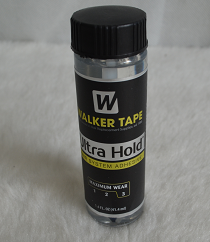 W
WALKER TAPE
Ultra Hold
SYSTEM ADHESIVE
MAXIMUM WEAR
1 2 3